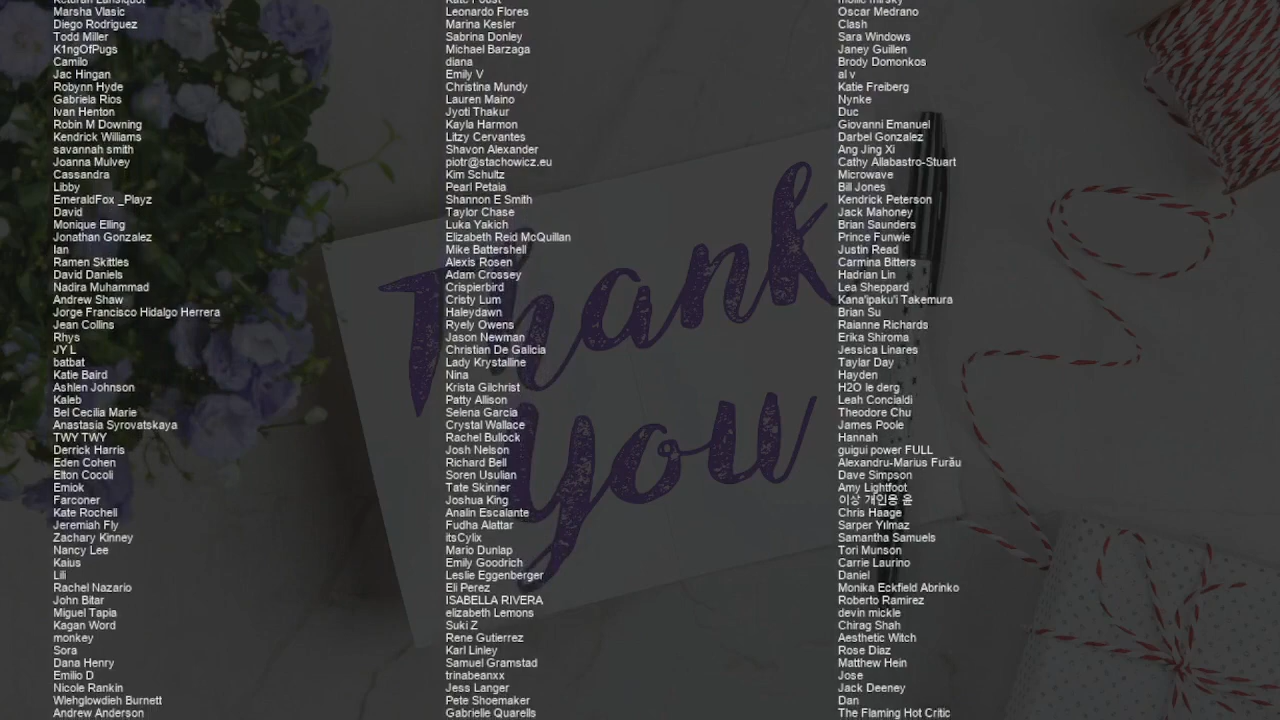 Marsha Vlasic
Diego Rodriguez
Todd Miller
K1ngOfPugs
Camilo
Jac Hingan
Robynn Hyde
Gabriela Rios
Ivan Henton
Robin M Downing
Kendrick Williams
savannah smith
Joanna Mulvey
Cassandra
Libby
EmeraldFox _Playz
David
Monique Elling
Jonathan Gonzalez
Ian
Ramen Skittles
David Daniels
Nadira Muhammad
Andrew Shaw
Jorge Francisco Hidalgo Herrera
Jean Collins
Rhys
JY L
batbat
Katie Baird
Ashlen Johnson
Kaleb
Bel Cecilia Marie
Anastasia Syrovatskaya
TWY TWY
Derrick Harris
Eden Cohen
Elton Cocoli
Emiok
Farconer
Kate Rochell
Jeremiah Fly
Zachary Kinney
Nancy Lee
Kaius
Lili
Rachel Nazario
John Bitar
Miguel Tapia
Kagan Word
monkey
Sora
Dana Henry
Emilio D
Nicole Rankin
Wiehglowdieh Burnett
Andrew Anderson
Leonardo Flores
Marina Kesler
Sabrina Donley
Michael Barzaga
diana
Emily V
Christina Mundy
Lauren Maino
Jyoti Thakur
Kayla Harmon
Litzy Cervantes
Shavon Alexander
piotr@stachowicz.eu
Kim Schultz
Pearl Petaia
Shannon E Smith
Taylor Chase
Luka Yakich
Elizabeth Reid McQuillan
Mike Battershell
Alexis Rosen
Adam Crossey
Crispierbird
Cristy Lum
Haleydawn
Ryely Owens
Jason Newman
Christian De Galicia
Lady Krystalline
Nina
Krista Gilchrist
Patty Allison
Selena Garcia
Crystal Wallace
Rachel Bullock
Josh Nelson
Richard Bell
Soren Usulian
Tate Skinner
Joshua King
Analin Escalante
Fudha Alattar
itsCylix
Mario Dunlap
Emily Goodrich
Leslie Eggenberger
Eli Perez
ISABELLA RIVERA
elizabeth Lemons
Suki Z
Rene Gutierrez
Karl Linley
Samuel Gramstad
trinabeanxx
Jess Langer
Pete Shoemaker
Gabrielle Quarells
Oscar Medrano
Clash
Sara Windows
Janey Guillen
Brody Domonkos
al v
Katie Freiberg
Nynke
Duc
Giovanni Emanuel
Darbel Gonzalez
Ang Jing Xi
Cathy Allabastro-Stuart
Microwave
Bill Jones
Kendrick Peterson
Jack Mahoney
Brian Saunders
Prince Funwie
Justin Read
Carmina Bitters
Hadrian Lin
Lea Sheppard
Kana'ipaku'i Takemura
Brian Su
Raianne Richards
Erika Shiroma
Jessica Linares
Taylar Day
Hayden
H2O le derg
Leah Concialdi
Theodore Chu
James Pooie
Hannah
guigui power FULL
Alexandru-Marius Furău
Dave Simpson
Amy Lightfoot
이상 개인용 윤
Chris Haage
Sarper Yılmaz
Samantha Samuels
Tori Munson
Carrie Laurino
Daniel
Monika Eckfield Abrinko
Roberto Ramirez
devin mickle
Chirag Shah
Aesthetic Witch
Rose Diaz
Matthew Hein
Jose
Jack Deeney
Dan
The Flaming Hot Critic
Thank
you